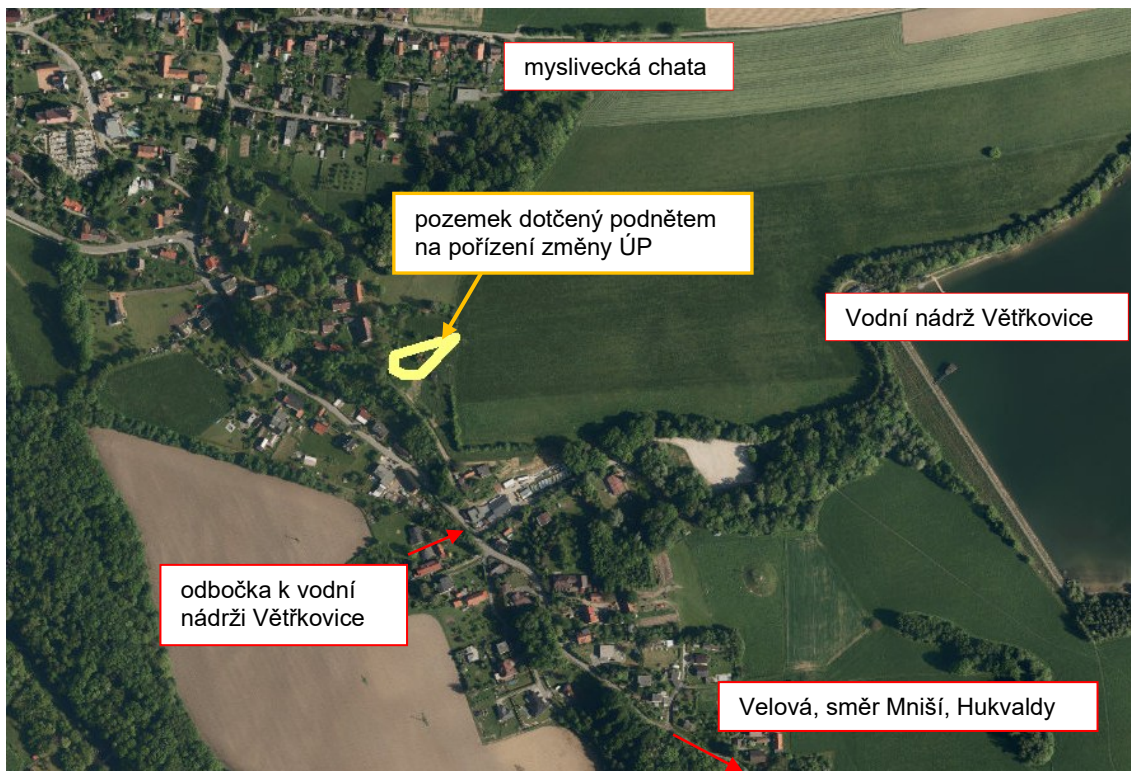 myslivecká chata
pozemek dotčený podnětem
na pořízení změny ÚP
Vodní nádrž Větřkovice
odbočka k vodní
nádrži Větřkovice
Velová, směr Mniší, Hukvaldy